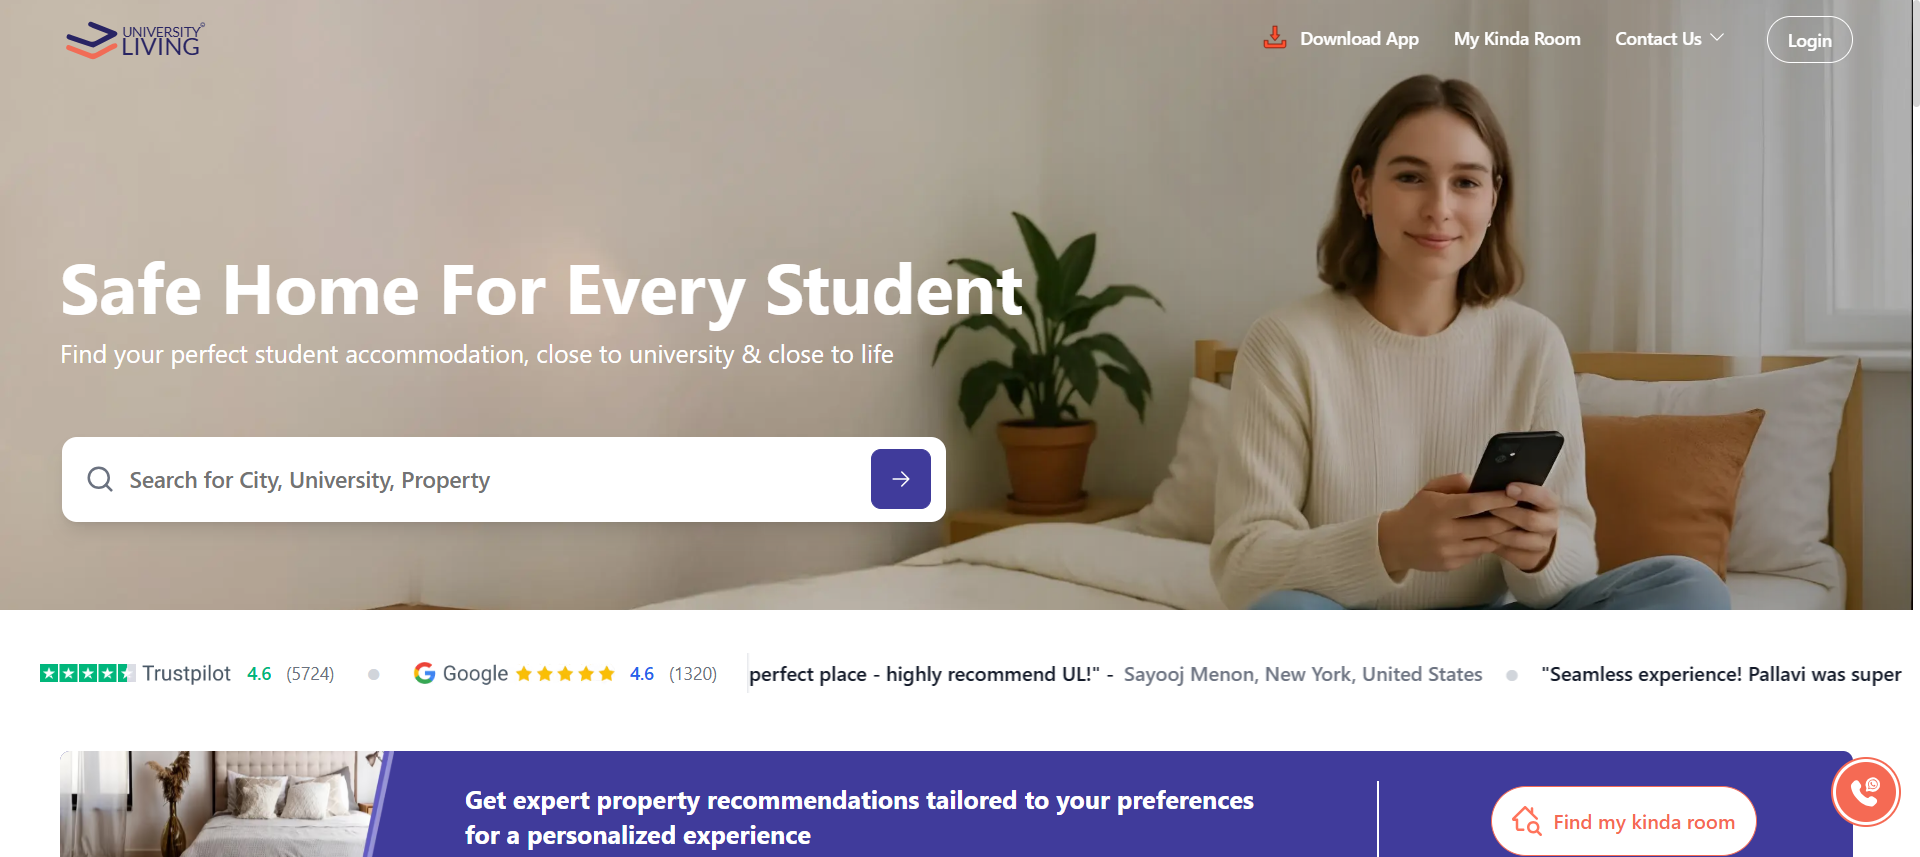 UNIVERSITY
LIVING
Download App
My Kinda Room
Contact Us
Login
Safe Home For Every Student
Find your perfect student accommodation, close to university & close to life
Search for City, University, Property
Trustpilot 4.6 (5724)
Google 4.6 (1320)
perfect place - highly recommend UL!" - Sayooj Menon, New York, United States
"Seamless experience! Pallavi was super
Get expert property recommendations tailored to your preferences
for a personalized experience
Find my kinda room